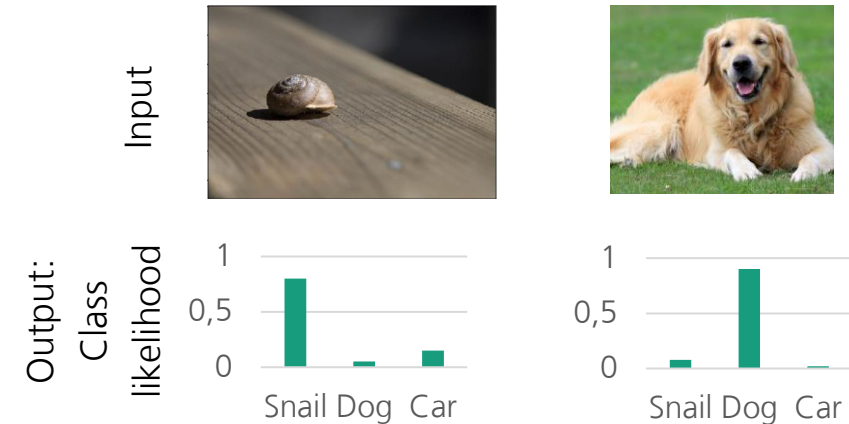 Input
Output:
Class
likelihood
1
0,5
0
Snail Dog Car
1
0,5
0
Snail Dog Car